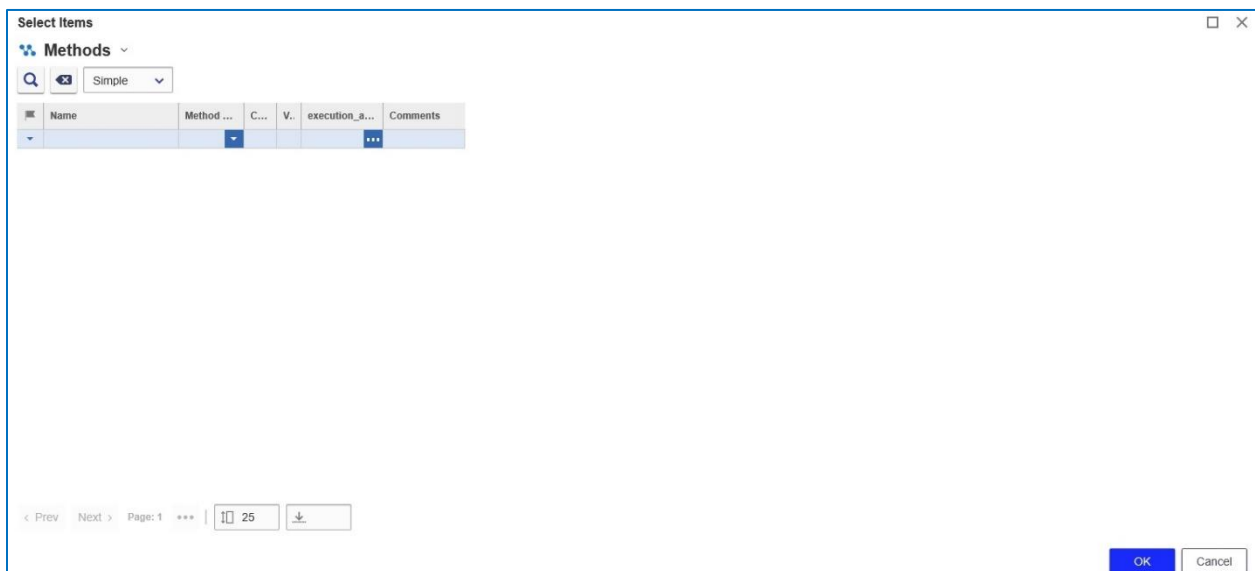 Select Items
Methods
Simple
Name Method ... C... V.. execution_a... Comments
< Prev Next > Page: 1 ••• 25
OK Cancel